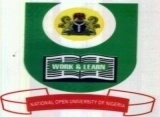 WORK & LEARN
NATIONAL OPEN UNIVERSITY OF NIGERIA